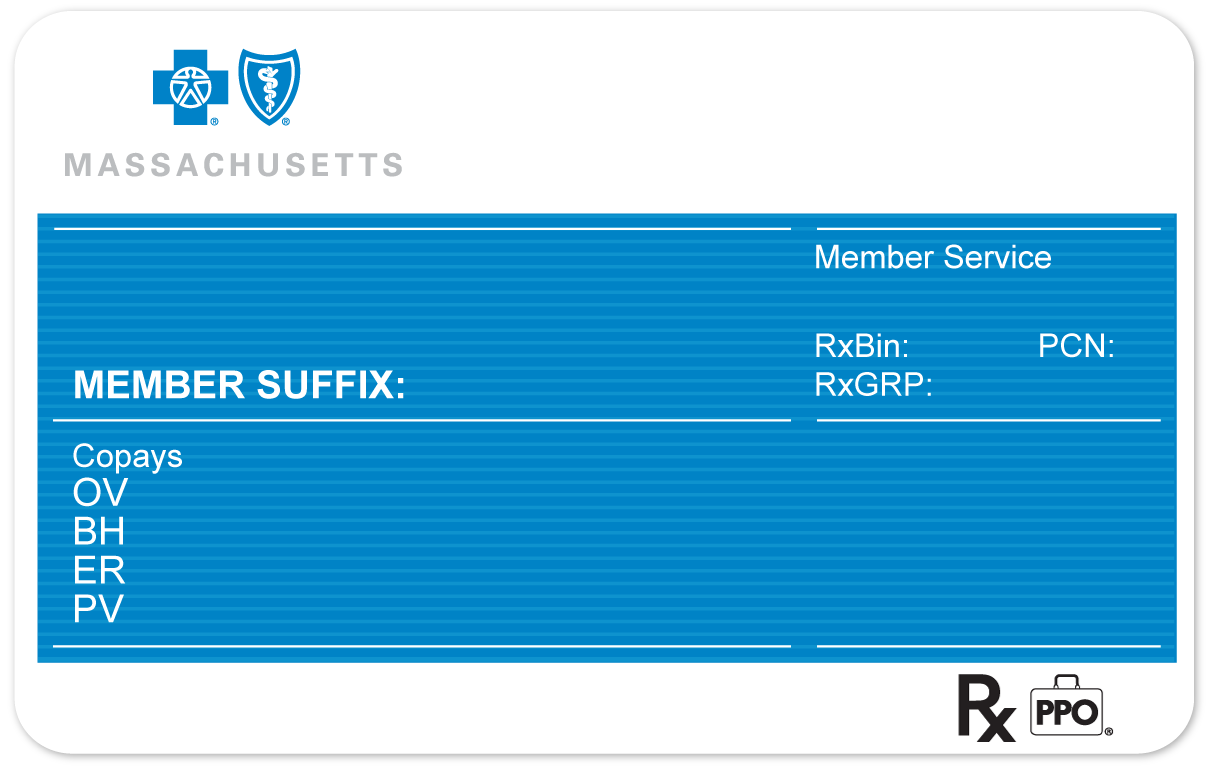 MASSACHUSETTS
Member Service
RxBin: PCN:
RxGRP:
MEMBER SUFFIX:
Copays
OV
BH
ER
PV
Rx PPO®